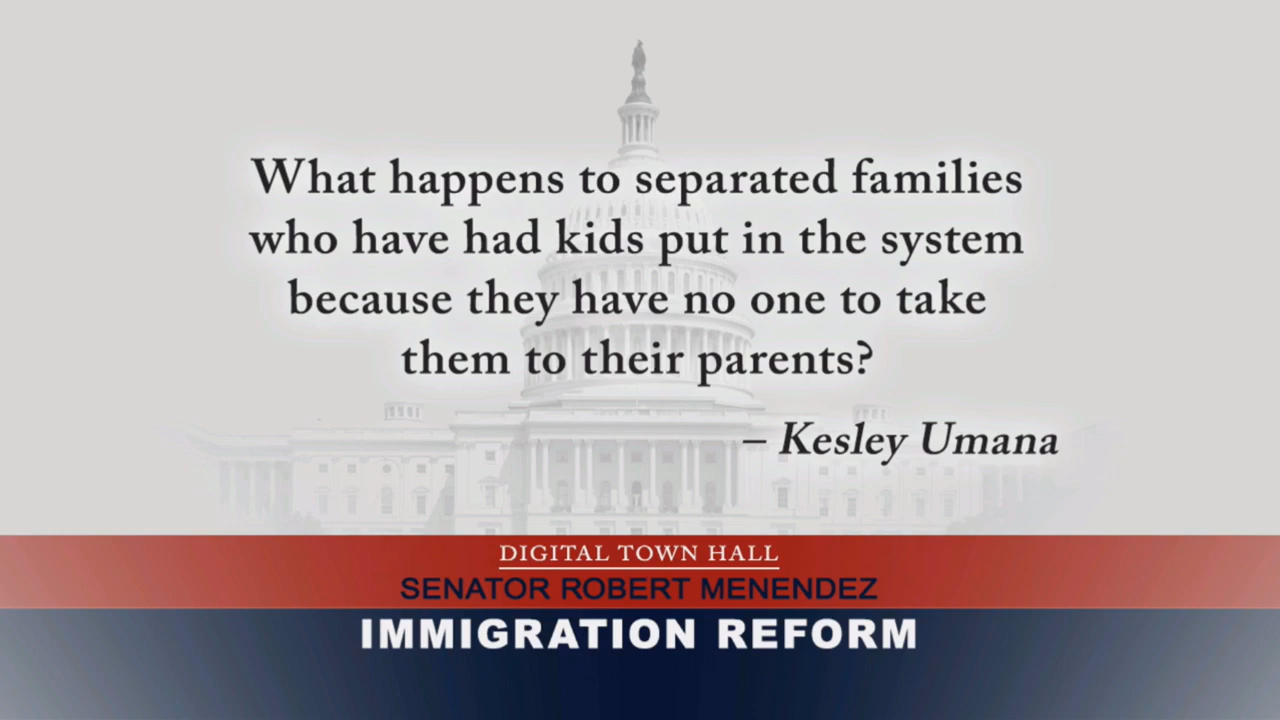 What happens to separated families
who have had kids put in the system
because they have no one to take
them to their parents?
– Kesley Umana
DIGITAL TOWN HALL
SENATOR ROBERT MENENDEZ
IMMIGRATION REFORM